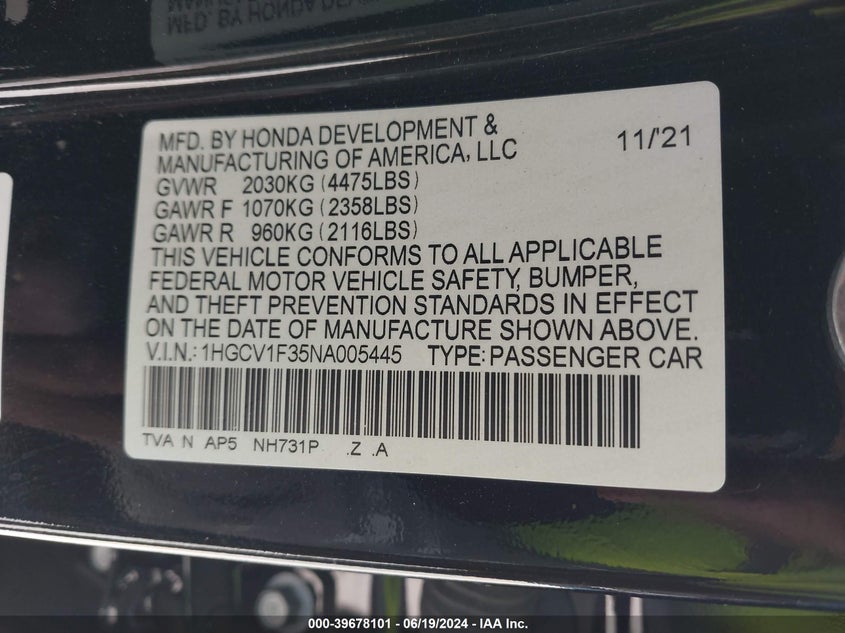 MFD. BY HONDA DEVELOPMENT &
MANUFACTURING OF AMERICA, LLC 11/'21
GVWR 2030KG (4475LBS)
GAWR F 1070KG (2358LBS)
GAWR R 960KG (2116LBS)
THIS VEHICLE CONFORMS TO ALL APPLICABLE
FEDERAL MOTOR VEHICLE SAFETY, BUMPER,
AND THEFT PREVENTION STANDARDS IN EFFECT
ON THE DATE OF MANUFACTURE SHOWN ABOVE.
V.I.N.: 1HGCV1F35NA005445 TYPE: PASSENGER CAR
TVA N AP5 NH731P .Z .A
000-39678101 - 06/19/2024 - IAA Inc.